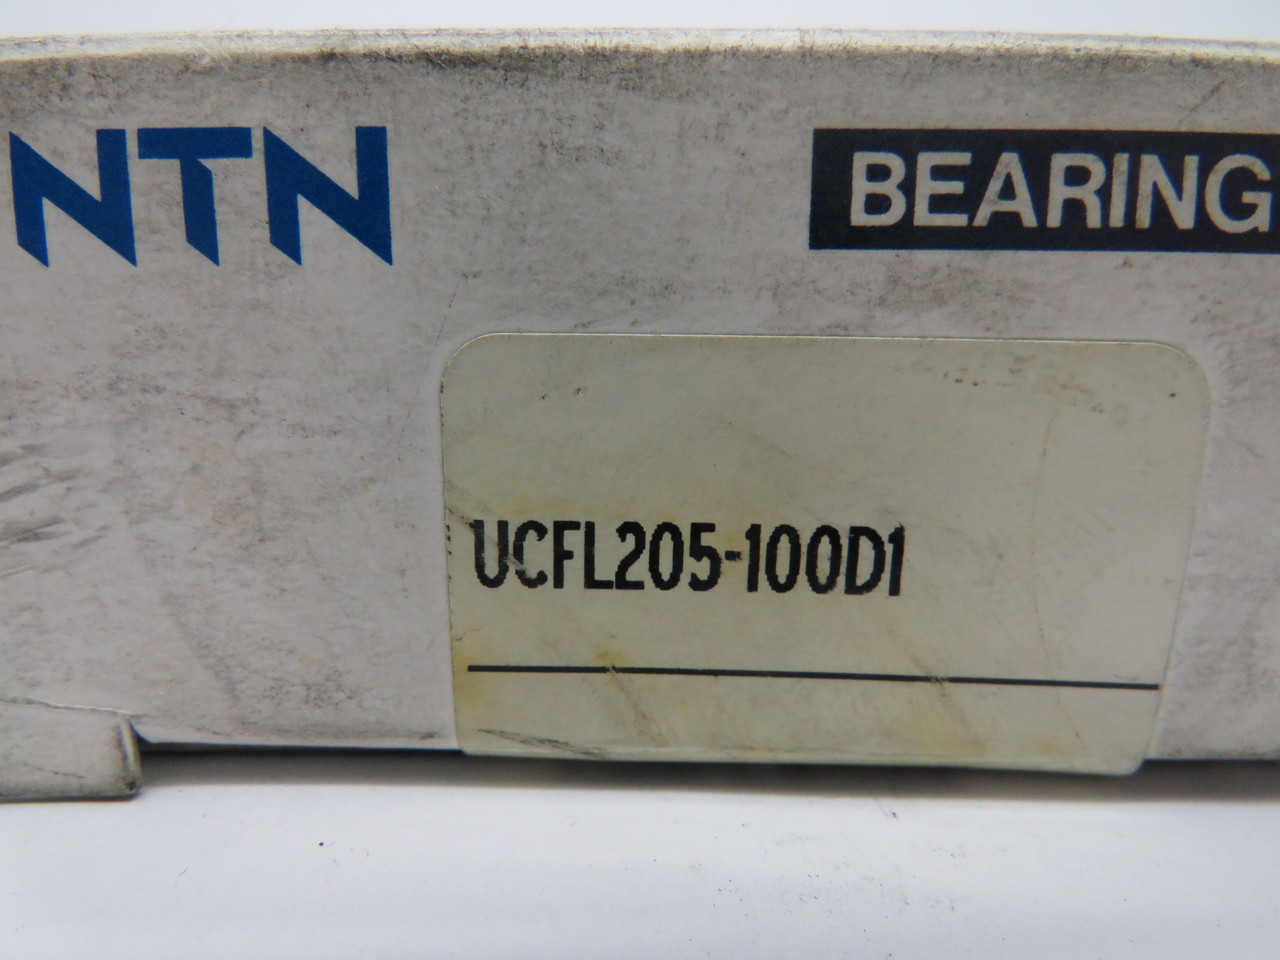 NTN
BEARING
UCFL205-100D1